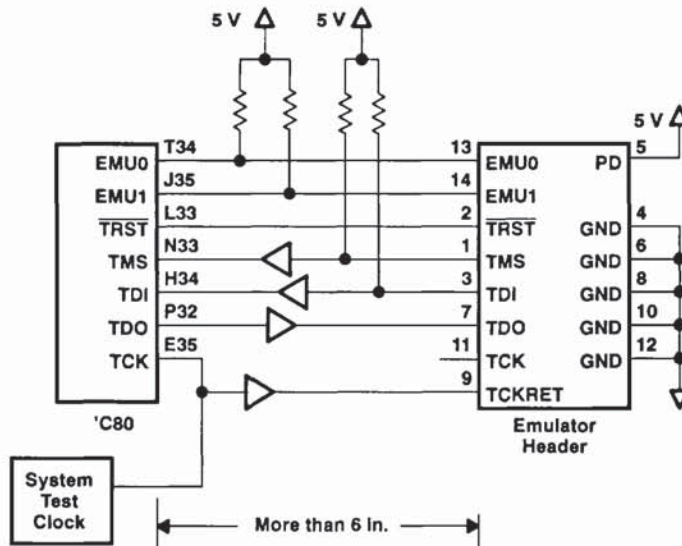 5 V
5 V
5 V
T34
EMU0
J35
EMU1
L33
TRST
N33
TMS
H34
TDI
P32
TDO
E35
TCK
'C80
13
EMU0
14
EMU1
2
TRST
1
TMS
3
TDI
7
TDO
11
TCK
9
TCKRET
5
PD
4
GND
6
GND
8
GND
10
GND
12
GND
Emulator
Header
System
Test
Clock
More than 6 in.